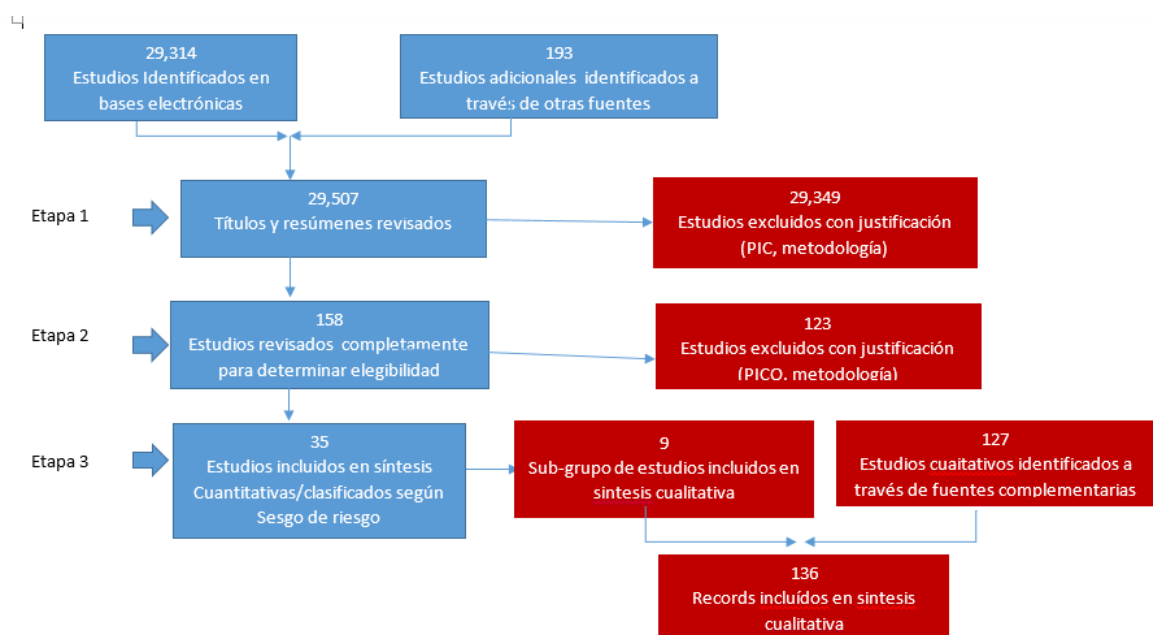 29,314
Estudios Identificados en
bases electrónicas
193
Estudios adicionales identificados a
través de otras fuentes
Etapa 1
29,507
Títulos y resúmenes revisados
29,349
Estudios excluidos con justificación
(PIC, metodología)
Etapa 2
158
Estudios revisados completamente
para determinar elegibilidad
123
Estudios excluidos con justificación
(PICO, metodología)
Etapa 3
35
Estudios incluidos en síntesis
Cuantitativas/clasificados según
Sesgo de riesgo
9
Sub-grupo de estudios incluidos en
sintesis cualitativa
127
Estudios cuaitativos identificados a
través de fuentes complementarias
136
Records incluídos en sintesis
cualitativa